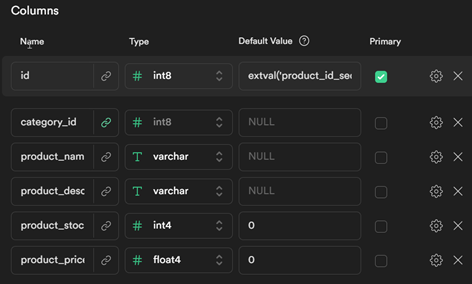 Columns
Name Type Default Value ? Primary
id # int8 extval('product_id_sec
category_id # int8 NULL
product_nam T varchar NULL
product_desc T varchar NULL
product_stoc # int4 0
product_price # float4 0